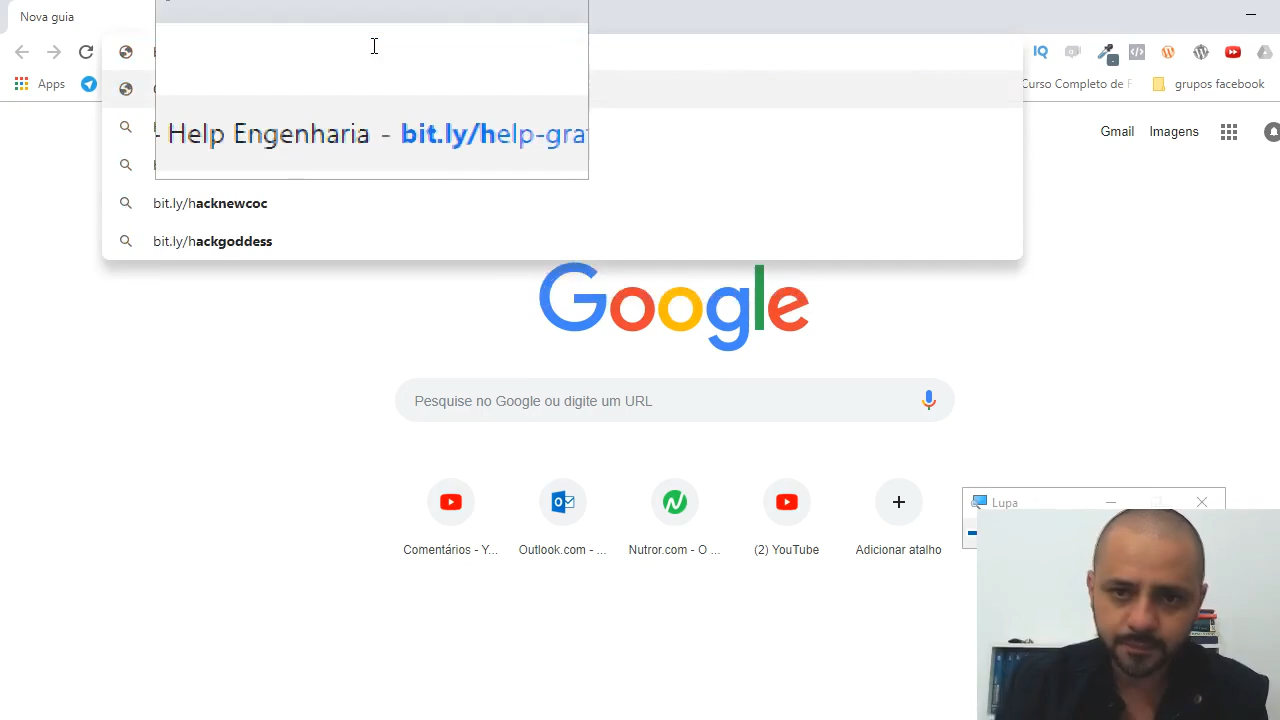 Nova guia
Apps
Curso Completo de F
grupos facebook
- Help Engenharia - bit.ly/help-gra
Gmail
Imagens
bit.ly/hacknewcoc
bit.ly/hackgoddess
Google
Pesquise no Google ou digite um URL
Lupa
Comentários - Y...
Outlook.com - ...
Nutror.com - O ...
(2) YouTube
Adicionar atalho